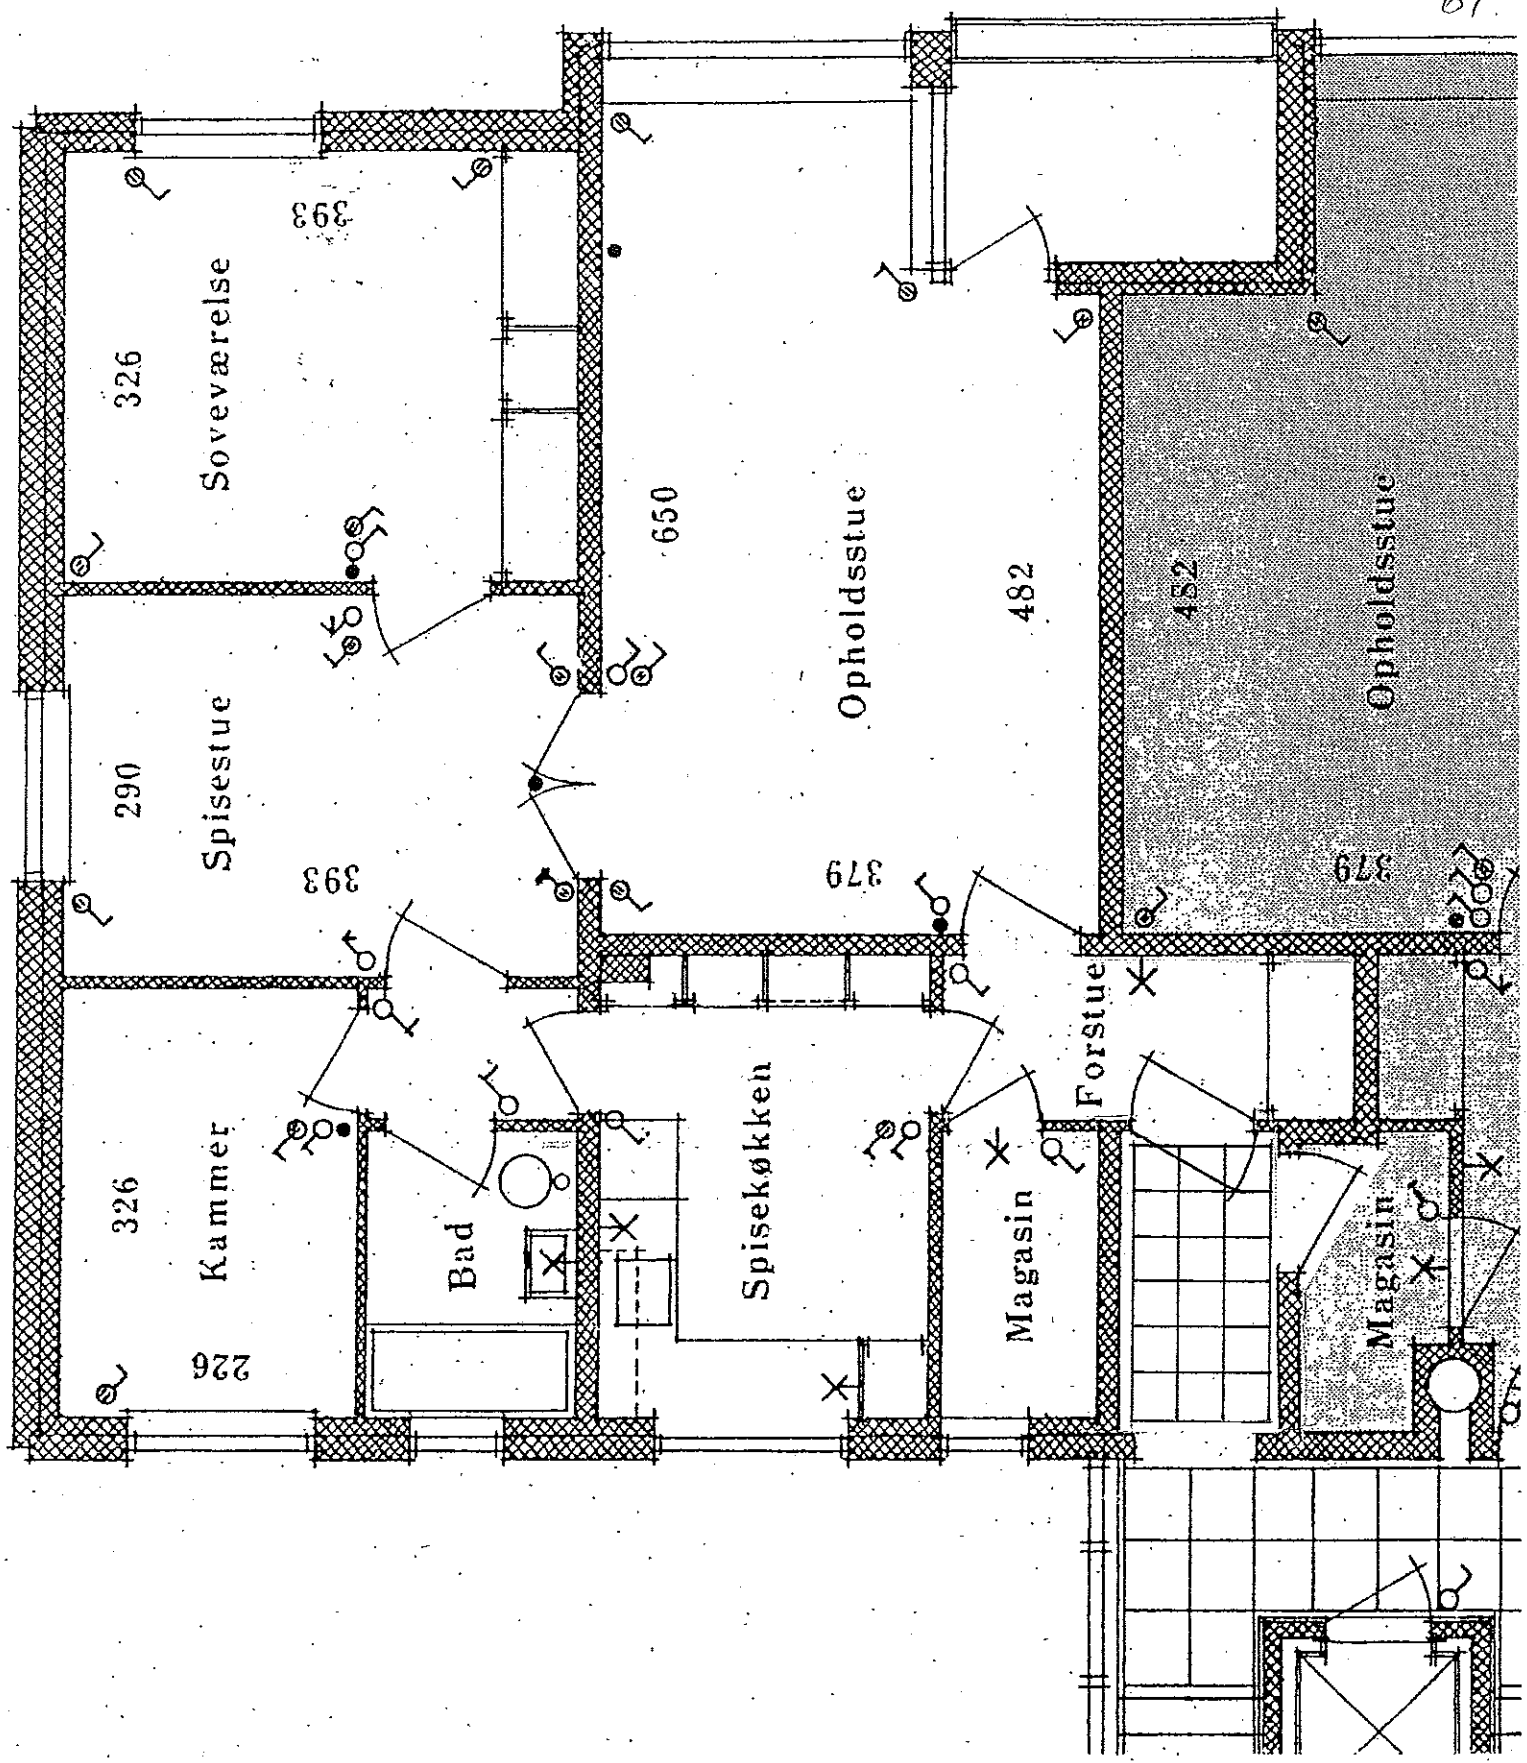 393
326
Soveværelse
650
Opholdsstue
482
482
Opholdsstue
290
Spisestue
393
379
379
326
Kammer
226
Bad
Spisekøkken
Forstue
Magasin
Magasin